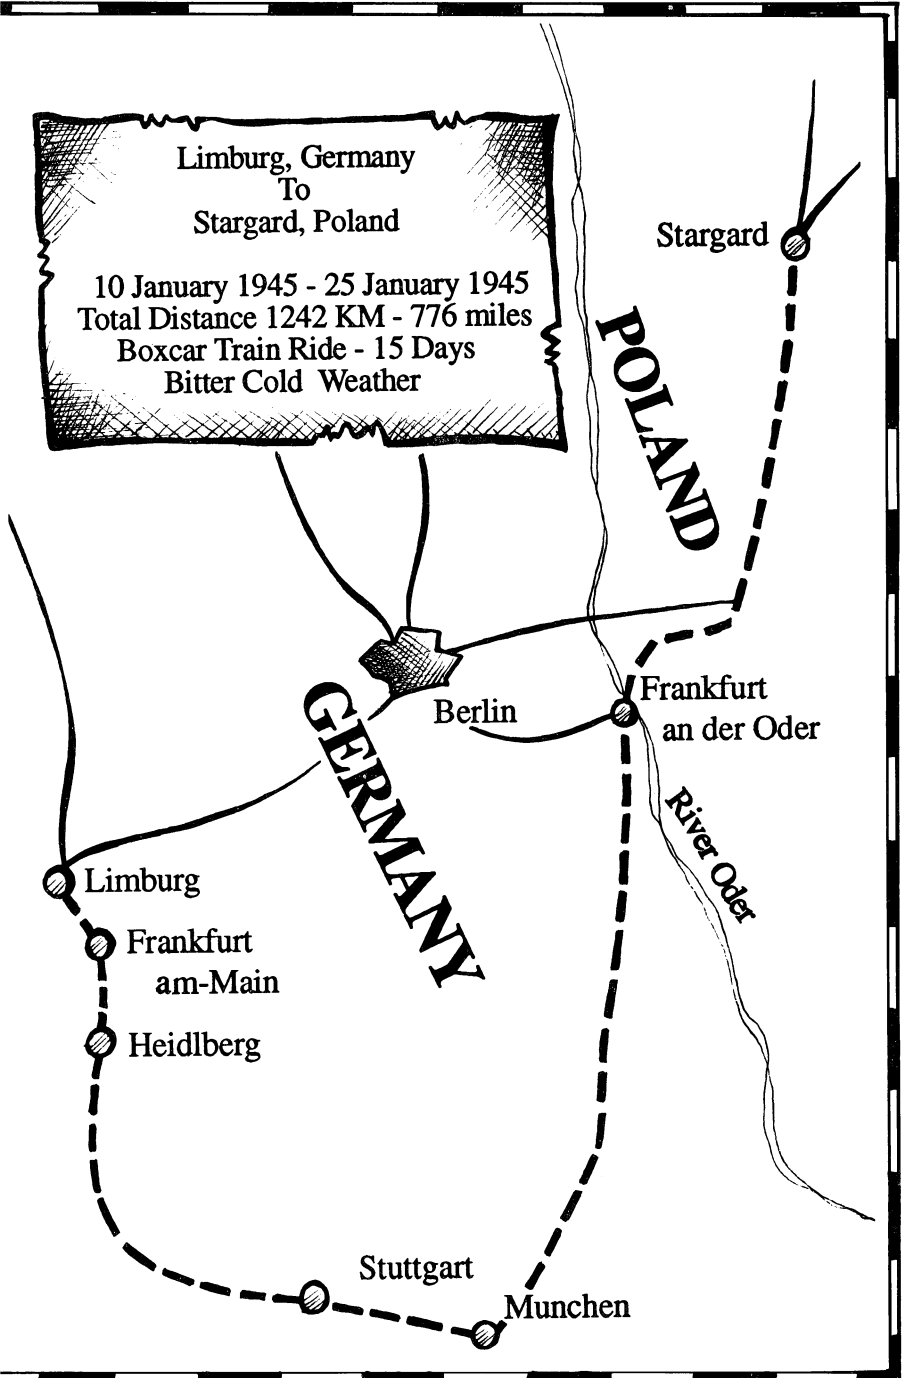 Limburg, Germany
To
Stargard, Poland
10 January 1945 - 25 January 1945
Total Distance 1242 KM - 776 miles
Boxcar Train Ride - 15 Days
Bitter Cold Weather
Stargard
POLAND
Frankfurt
an der Oder
Berlin
GERMANY
River Oder
Limburg
Frankfurt
am-Main
Heidlberg
Stuttgart
Munchen